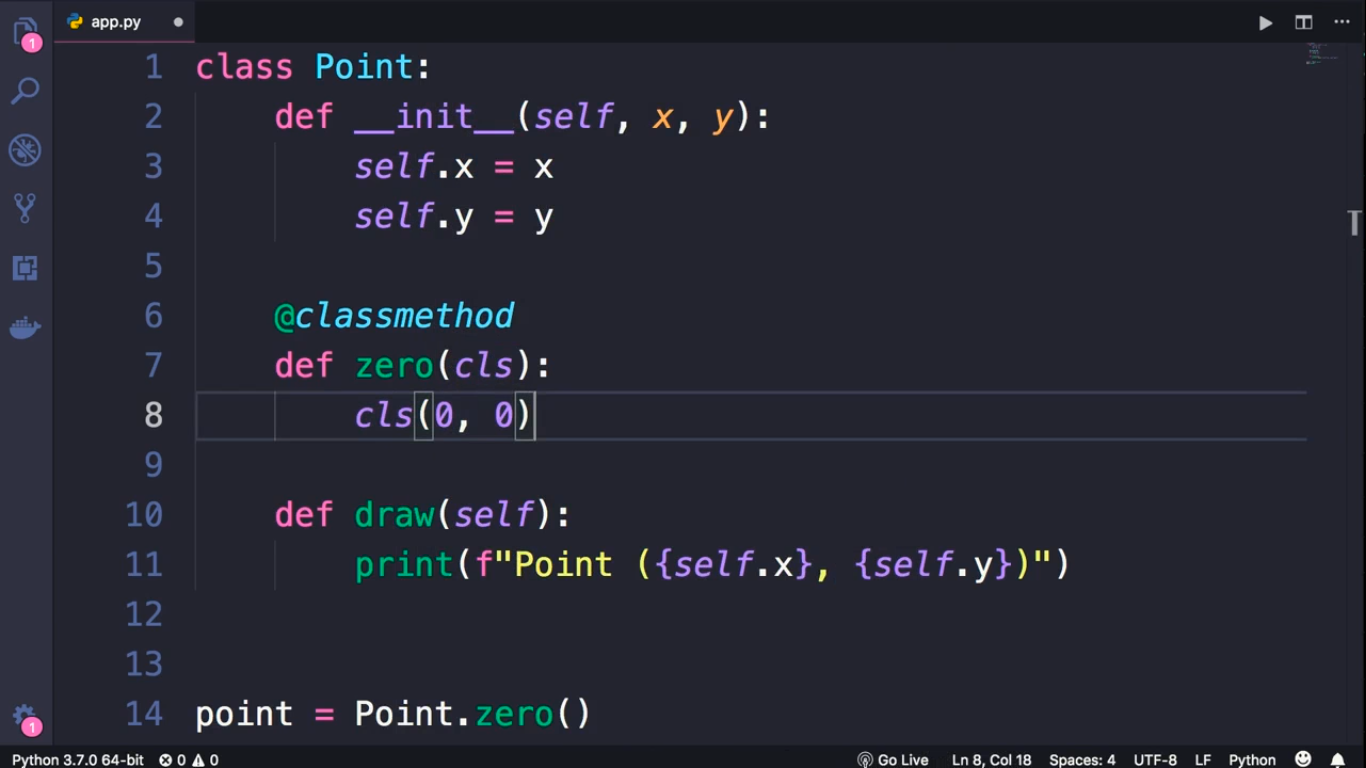 app.py
1 class Point:
2 def __init__(self, x, y):
3 self.x = x
4 self.y = y
5
6 @classmethod
7 def zero(cls):
8 cls(0, 0)
9
10 def draw(self):
11 print(f"Point ({self.x}, {self.y})")
12
13
14 point = Point.zero()
1
1
Python 3.7.0 64-bit 0 0 Go Live Ln 8, Col 18 Spaces: 4 UTF-8 LF Python